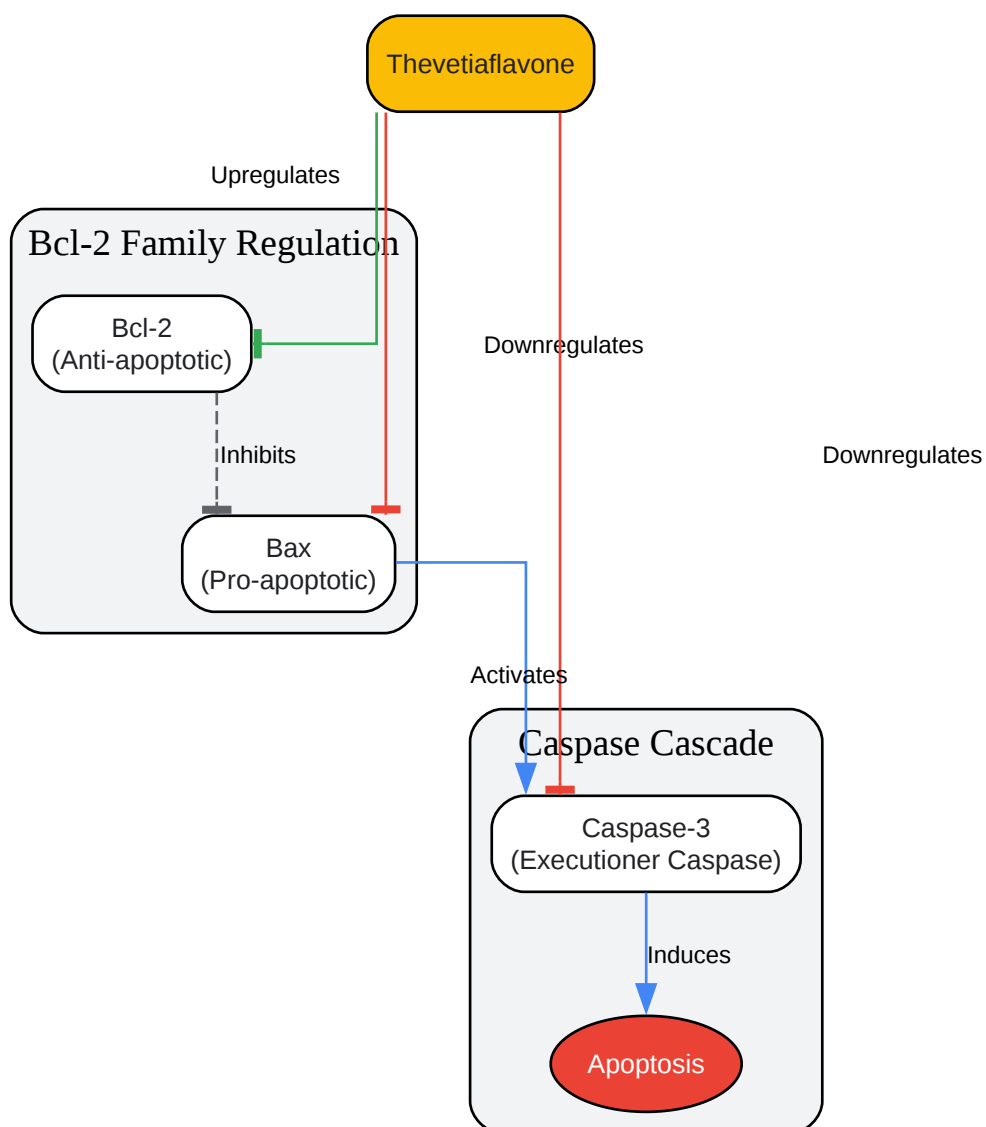 Thevetiaflavone
Upregulates
Bcl-2 Family Regulation
Bcl-2
(Anti-apoptotic)
Downregulates
Inhibits
Downregulates
Bax
(Pro-apoptotic)
Activates
Caspase Cascade
Caspase-3
(Executioner Caspase)
Induces
Apoptosis